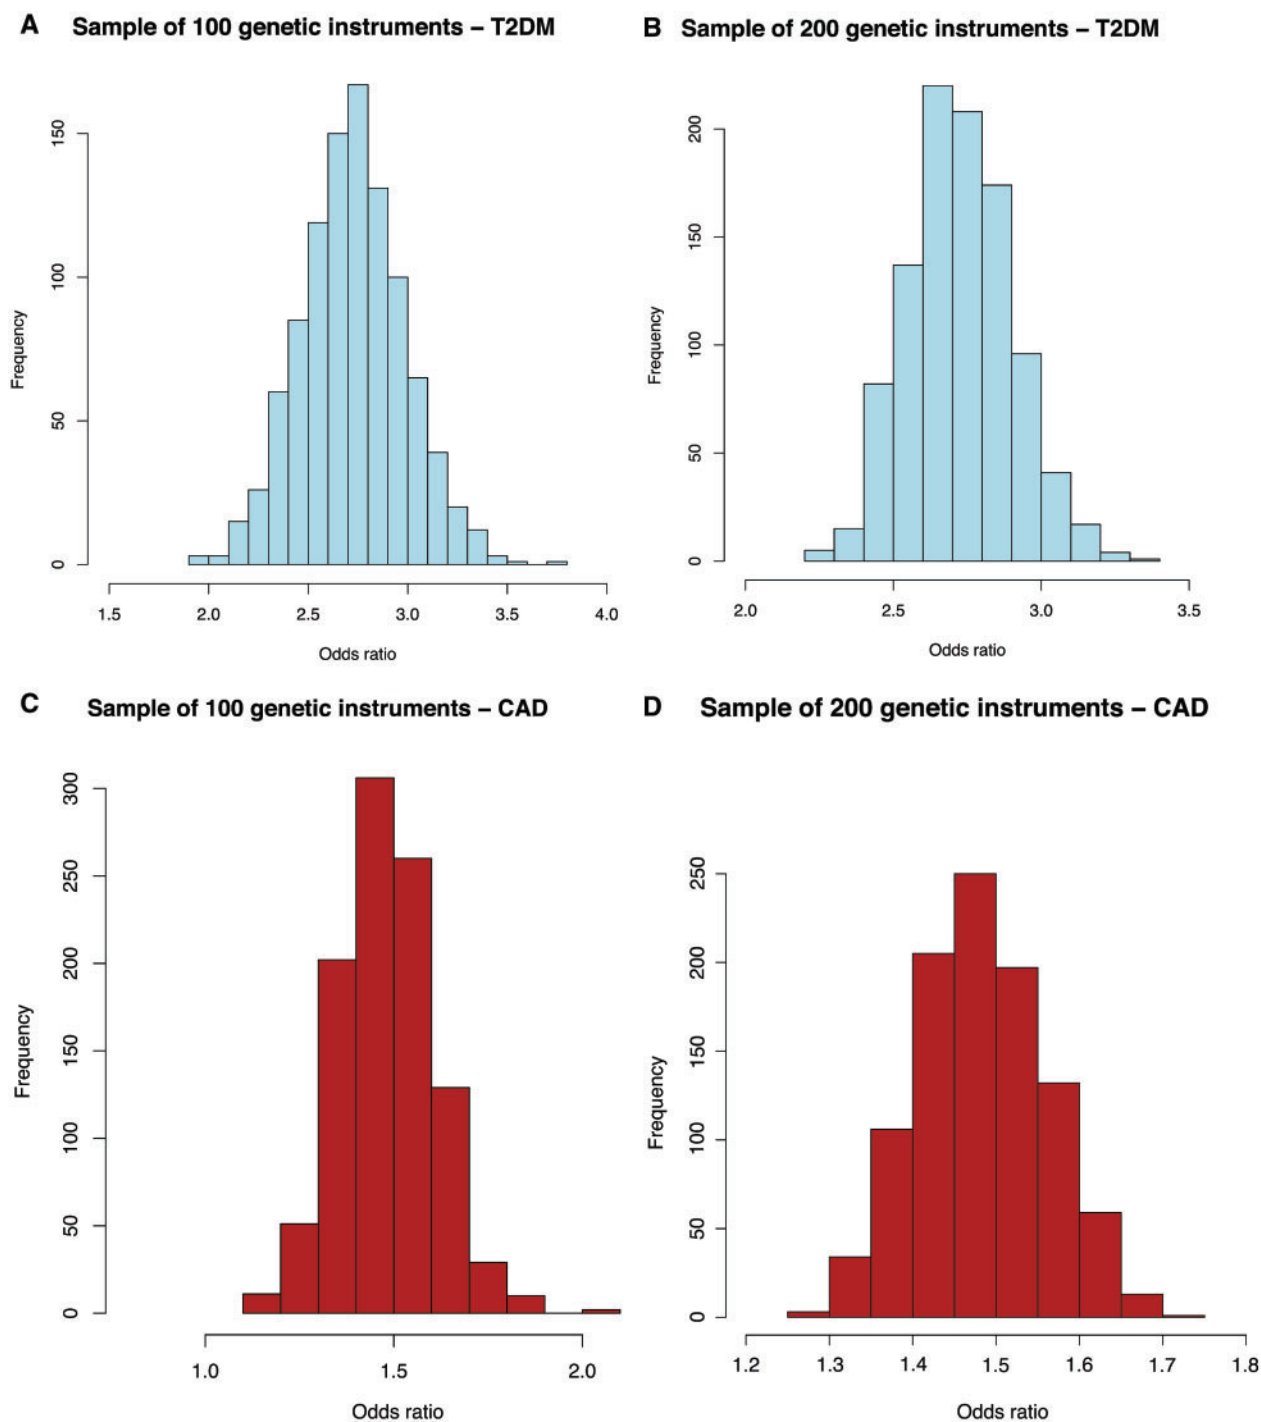 A Sample of 100 genetic instruments – T2DM
Frequency
150
100
50
0
1.5 2.0 2.5 3.0 3.5 4.0
Odds ratio
B Sample of 200 genetic instruments – T2DM
Frequency
200
150
100
50
0
2.0 2.5 3.0 3.5
Odds ratio
C Sample of 100 genetic instruments – CAD
Frequency
300
250
200
150
100
50
0
1.0 1.5 2.0
Odds ratio
D Sample of 200 genetic instruments – CAD
Frequency
250
200
150
100
50
0
1.2 1.3 1.4 1.5 1.6 1.7 1.8
Odds ratio